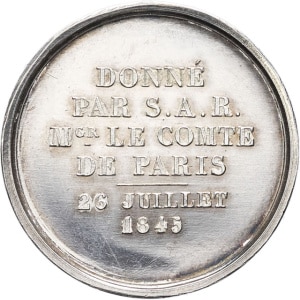 DONNÉ
PAR S.A.R.
MGR LE COMTE
DE PARIS
26 JUILLET
1845